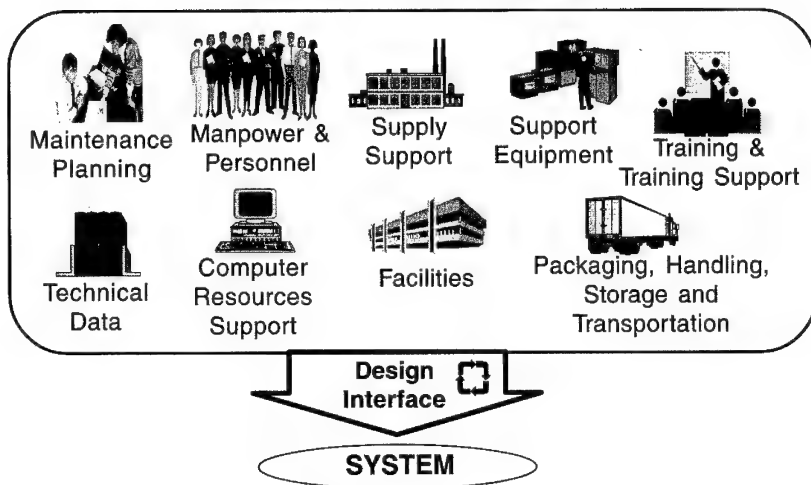 Maintenance
Planning
Manpower &
Personnel
Supply
Support
Support
Equipment
Training &
Training Support
Technical
Data
Computer
Resources
Support
Facilities
Packaging, Handling,
Storage and
Transportation
Design
Interface
SYSTEM